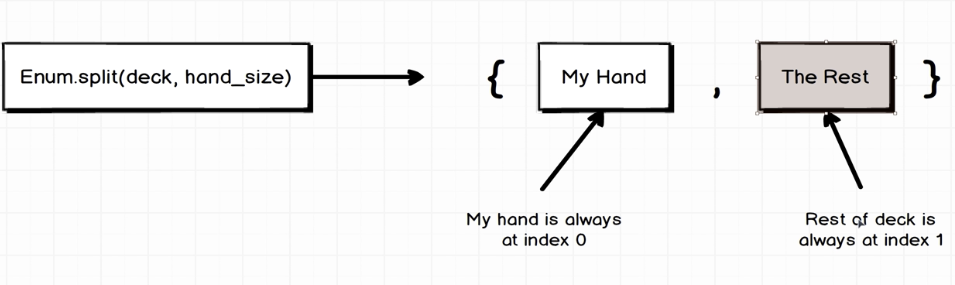 Enum.split(deck, hand_size)
{ My Hand , The Rest }
My hand is always
at index 0
Rest of deck is
always at index 1